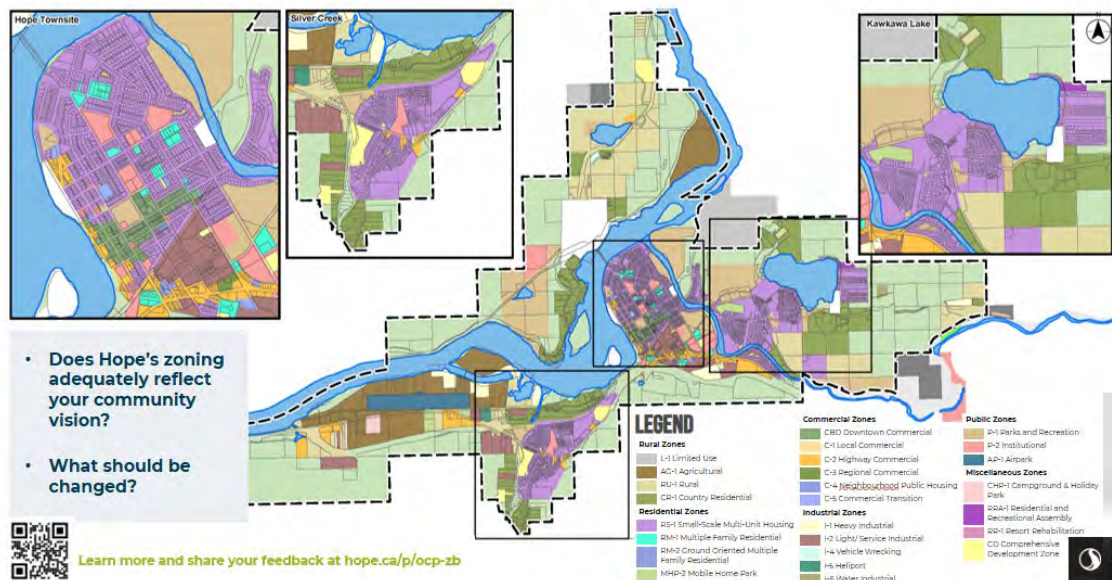 Hope Townsite
Silver Creek
Kawkawa Lake
• Does Hope's zoning
adequately reflect
your community
vision?
• What should be
changed?
Learn more and share your feedback at hope.ca/p/ocp-zb
LEGEND
Rural Zones
L-1 Limited Use
AG-1 Agricultural
RU-1 Rural
CR-1 Country Residential
Residential Zones
RS-1 Small-Scale Multi-Unit Housing
RM-1 Multiple Family Residential
RM-2 Ground Oriented Multiple
Family Residential
MHP-2 Mobile Home Park
Commercial Zones
CBD Downtown Commercial
C-1 Local Commercial
C-2 Highway Commercial
C-3 Regional Commercial
C-4 Neighbourhood Public Housing
C-5 Commercial Transition
Industrial Zones
I-1 Heavy Industrial
I-2 Light/ Service Industrial
I-4 Vehicle Wrecking
I-5 Heliport
Water Industrial
Public Zones
P-1 Parks and Recreation
P-2 Institutional
AP-1 Airpark
Miscellaneous Zones
CHP-1 Campground & Holiday
Park
RRA-1 Residential and
Recreational Assembly
RR-1 Resort Rehabilitation
CD Comprehensive
Development Zone